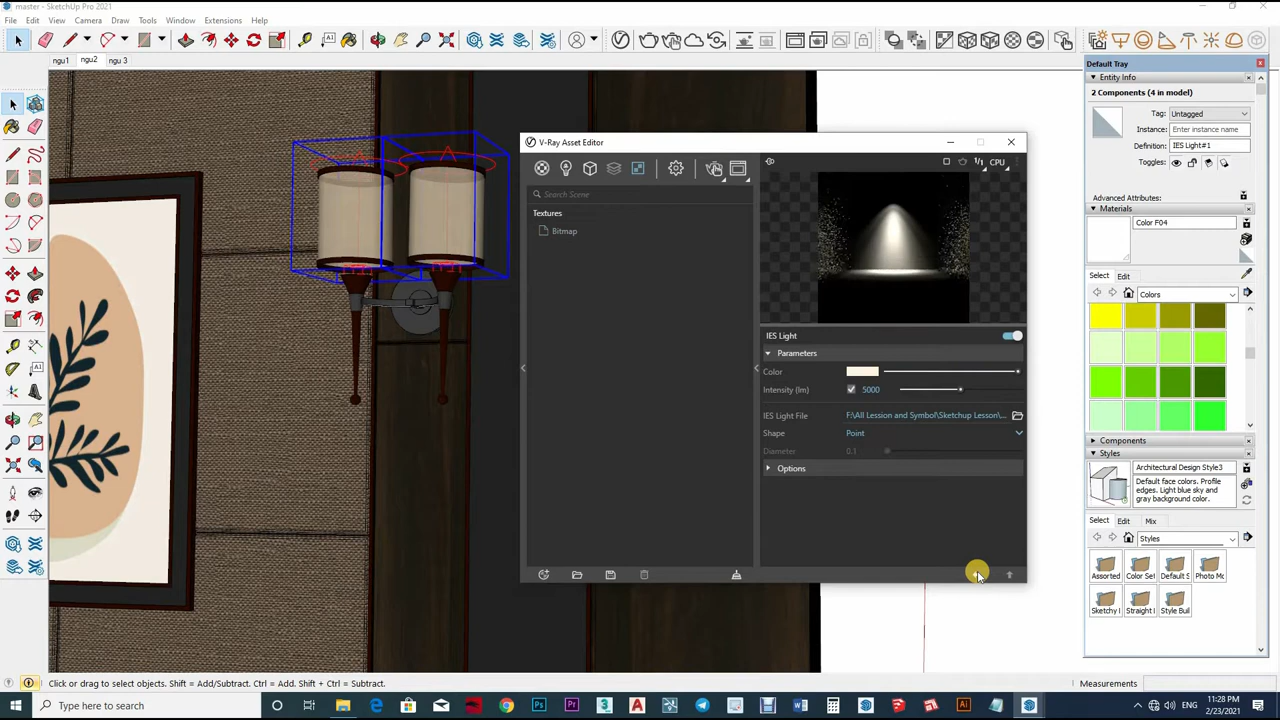 master - SketchUp Pro 2021
File Edit View Camera Draw Tools Window Extensions Help
ngu1 ngu2 ngu 3
Default Tray
Entity Info
2 Components (4 in model)
Tag: Untagged
Instance: Enter instance name
Definition: IES Light#1
Toggles:
Advanced Attributes:
Materials
Color F04
Select Edit
Colors
Components
Styles
Architectural Design Style3
Default face colors. Profile
edges. Light blue sky and
gray background color.
Select Edit Mix
Styles
Assorted Color Set Default S Photo Mo
Sketchy I Straight I Style Buil
V-Ray Asset Editor
CPU
Search Scene
Textures
Bitmap
IES Light
Parameters
Color
Intensity (lm) 5000
IES Light File F:\All Lession and Symbol\Sketchup Lesson\...
Shape Point
Diameter 0.1
Options
Click or drag to select objects. Shift = Add/Subtract. Ctrl = Add. Shift + Ctrl = Subtract.
Measurements
Type here to search
ENG
11:28 PM
2/23/2021